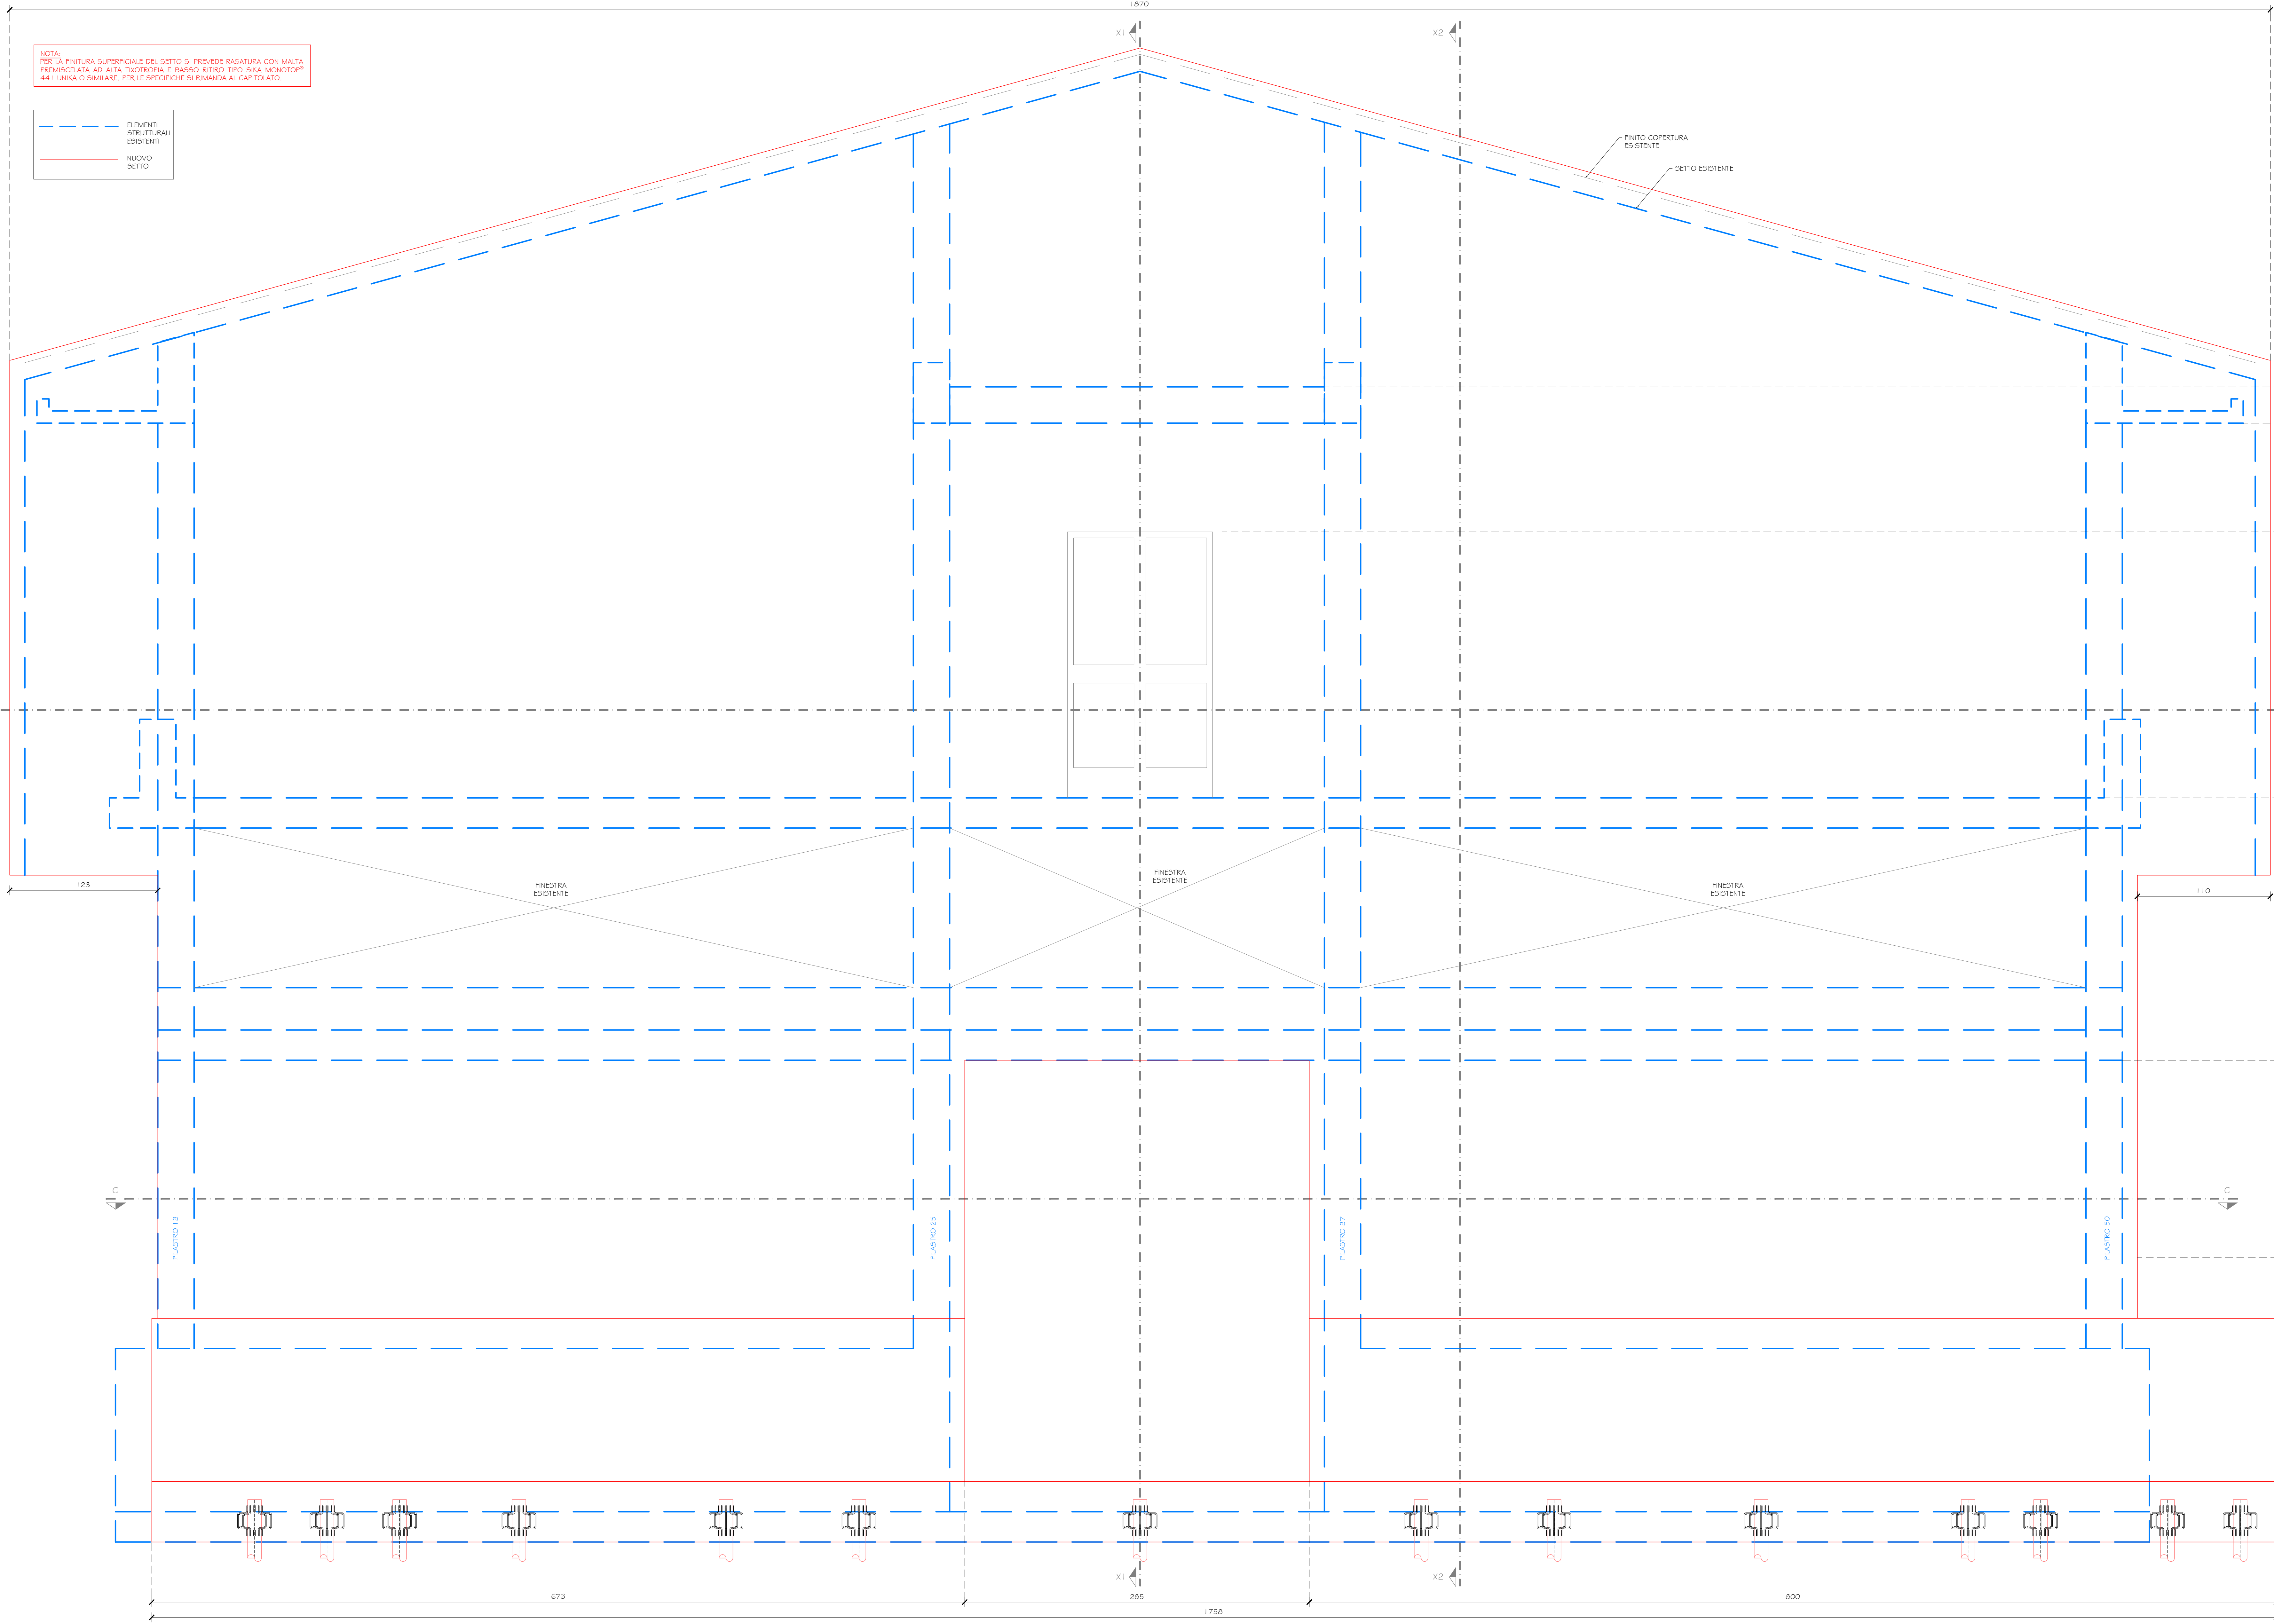 1870
X1
X2
NOTA:
PER LA FINITURA SUPERFICIALE DEL SETTO SI PREVEDE RASATURA CON MALTA
PREMISCELATA AD ALTA TIXOTROPIA E BASSO RITIRO TIPO SIKA MONOTOP®
441 UNIKA O SIMILARE. PER LE SPECIFICHE SI RIMANDA AL CAPITOLATO.
ELEMENTI
STRUTTURALI
ESISTENTI
NUOVO
SETTO
FINITO COPERTURA
ESISTENTE
SETTO ESISTENTE
123
FINESTRA
ESISTENTE
FINESTRA
ESISTENTE
FINESTRA
ESISTENTE
110
C
C
PILASTRO 13
PILASTRO 25
PILASTRO 37
PILASTRO 50
X1
X2
673
285
800
1758